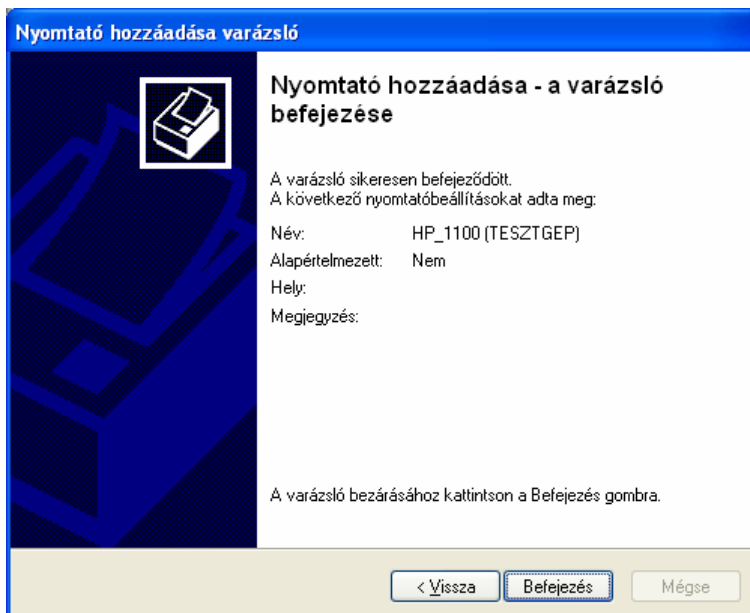 Nyomtató hozzáadása varázsló
Nyomtató hozzáadása - a varázsló
befejezése
A varázsló sikeresen befejeződött.
A következő nyomtatóbeállításokat adta meg:
Név: HP_1100 (TESZTGEP)
Alapértelmezett: Nem
Hely:
Megjegyzés:
A varázsló bezárásához kattintson a Befejezés gombra.
< Vissza Befejezés Mégse